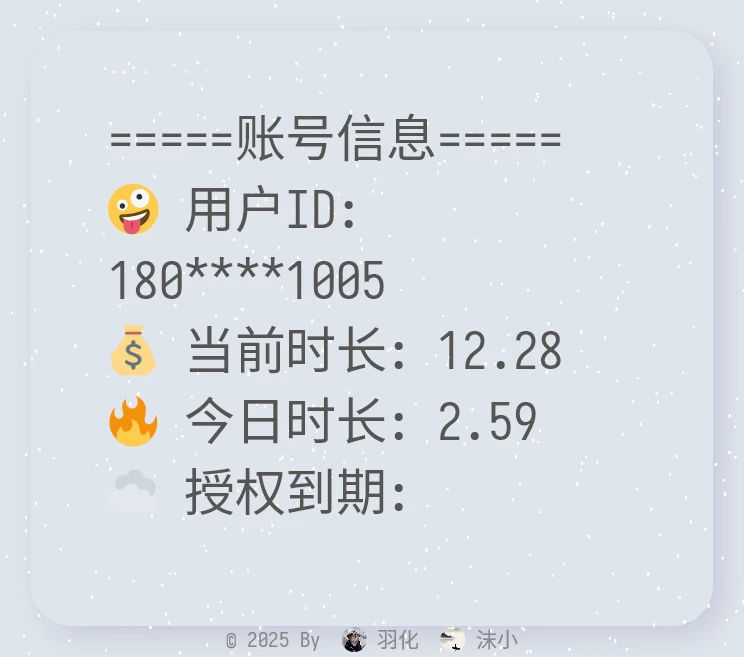 =====账号信息=====
🤪 用户ID:
180****1005
💰 当前时长: 12.28
🔥 今日时长: 2.59
☁️ 授权到期:
© 2025 By 羽化 沫小